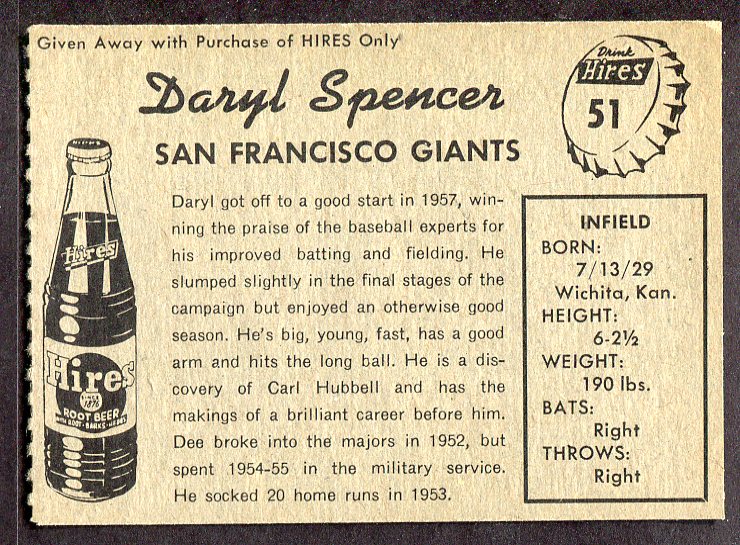 Given Away with Purchase of HIRES Only
Drink
Hires
51
Daryl Spencer
SAN FRANCISCO GIANTS
Daryl got off to a good start in 1957, win-
ning the praise of the baseball experts for
his improved batting and fielding. He
slumped slightly in the final stages of the
campaign but enjoyed an otherwise good
season. He's big, young, fast, has a good
arm and hits the long ball. He is a dis-
covery of Carl Hubbell and has the
makings of a brilliant career before him.
Dee broke into the majors in 1952, but
spent 1954-55 in the military service.
He socked 20 home runs in 1953.
INFIELD
BORN:
7/13/29
Wichita, Kan.
HEIGHT:
6-2½
WEIGHT:
190 lbs.
BATS:
Right
THROWS:
Right
Hires
Hires
SINCE
1876
ROOT BEER
WITH ROOT·BARKS·HERBS